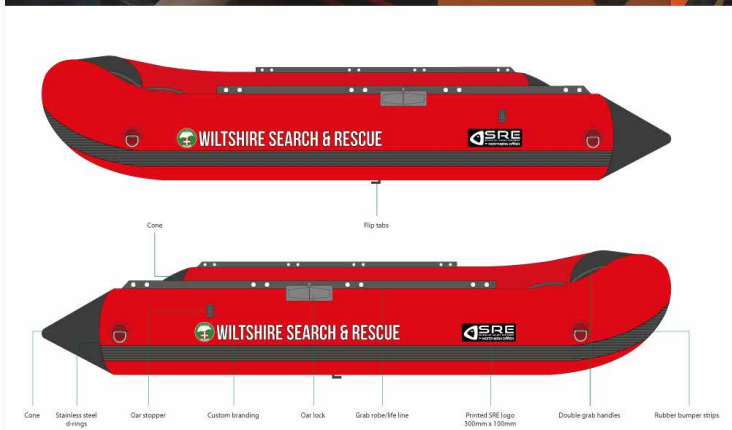 WILTSHIRE SEARCH & RESCUE
SRE
Flip tabs
Cone
WILTSHIRE SEARCH & RESCUE
SRE
Cone
Stainless steel
d-rings
Oar stopper
Custom branding
Oar lock
Grab robe/life line
Printed SRE logo
300mm x 100mm
Double grab handles
Rubber bumper strips